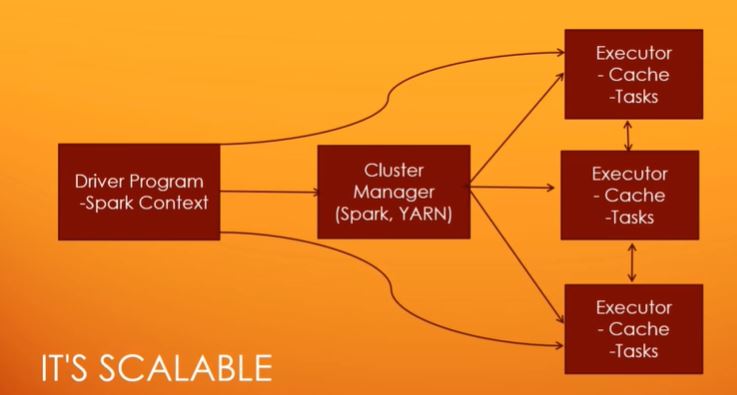 Driver Program
-Spark Context
Cluster
Manager
(Spark, YARN)
Executor
- Cache
-Tasks
Executor
- Cache
-Tasks
Executor
- Cache
-Tasks
IT'S SCALABLE